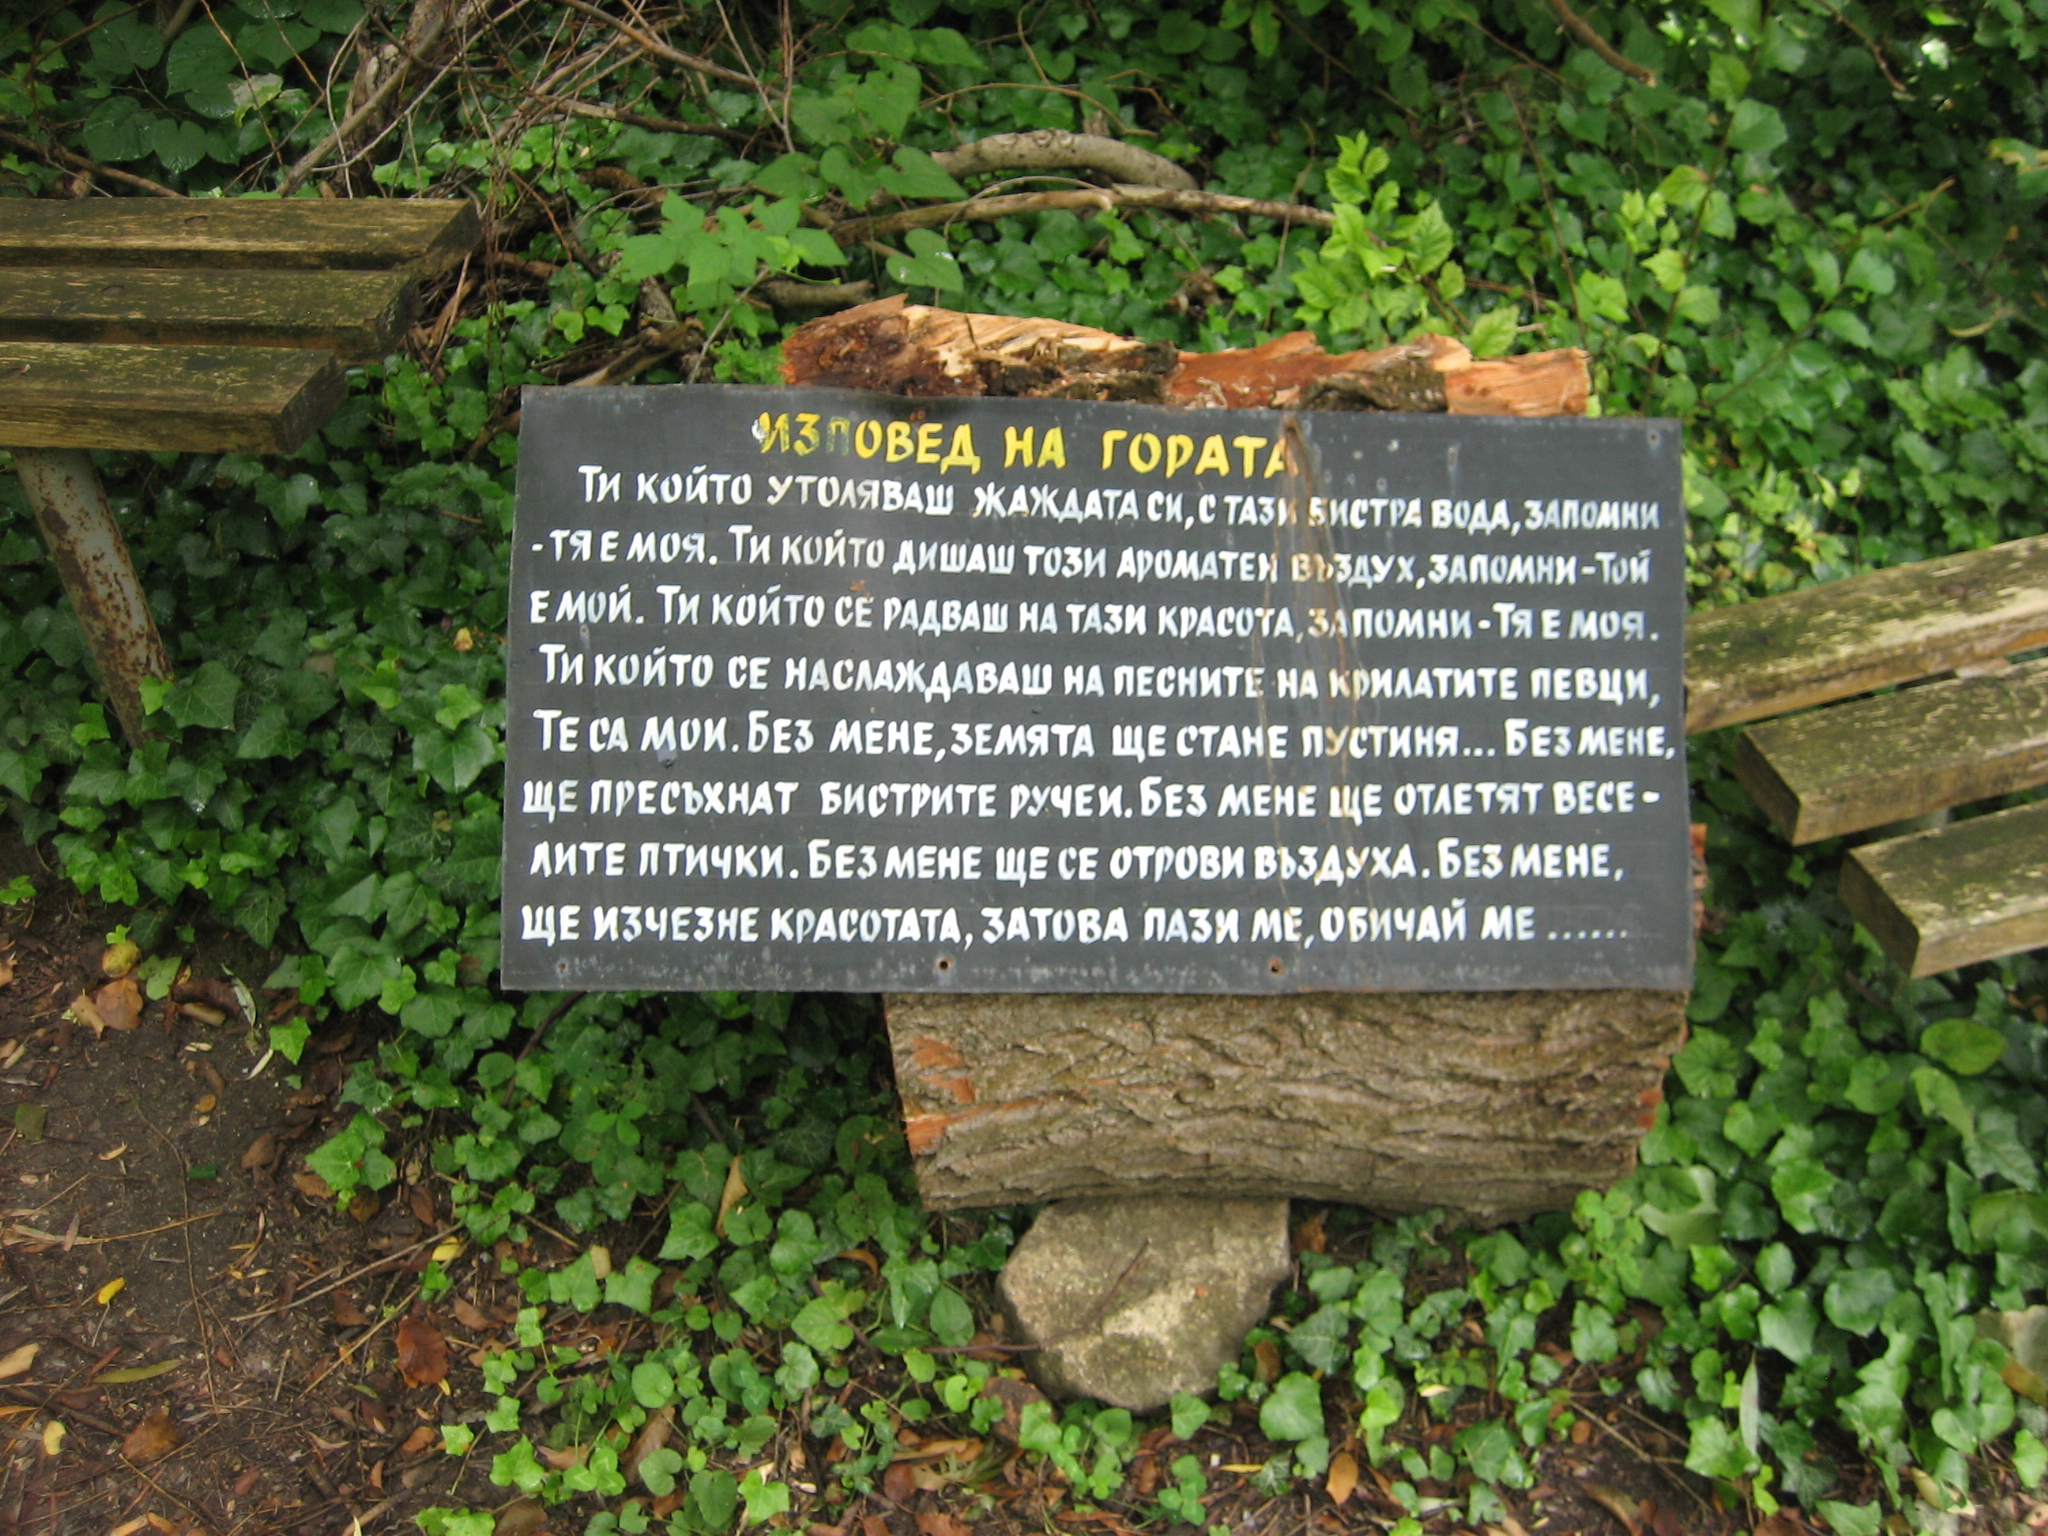 ИЗПОВЕД НА ГОРАТА
Ти който утоляваш жаждата си, с тази бистра вода, запомни
- тя е моя. Ти който дишаш този ароматен въздух, запомни - Той
е мой. Ти който се радваш на тази красота, запомни - Тя е моя.
Ти който се наслаждаваш на песните на крилатите певци,
Те са мои. Без мене, земята ще стане пустиня... Без мене,
ще пресъхнат бистрите ручеи. Без мене ще отлетят весе-
лите птички. Без мене ще се отрови въздуха. Без мене,
ще изчезне красотата, затова пази ме, обичай ме ......